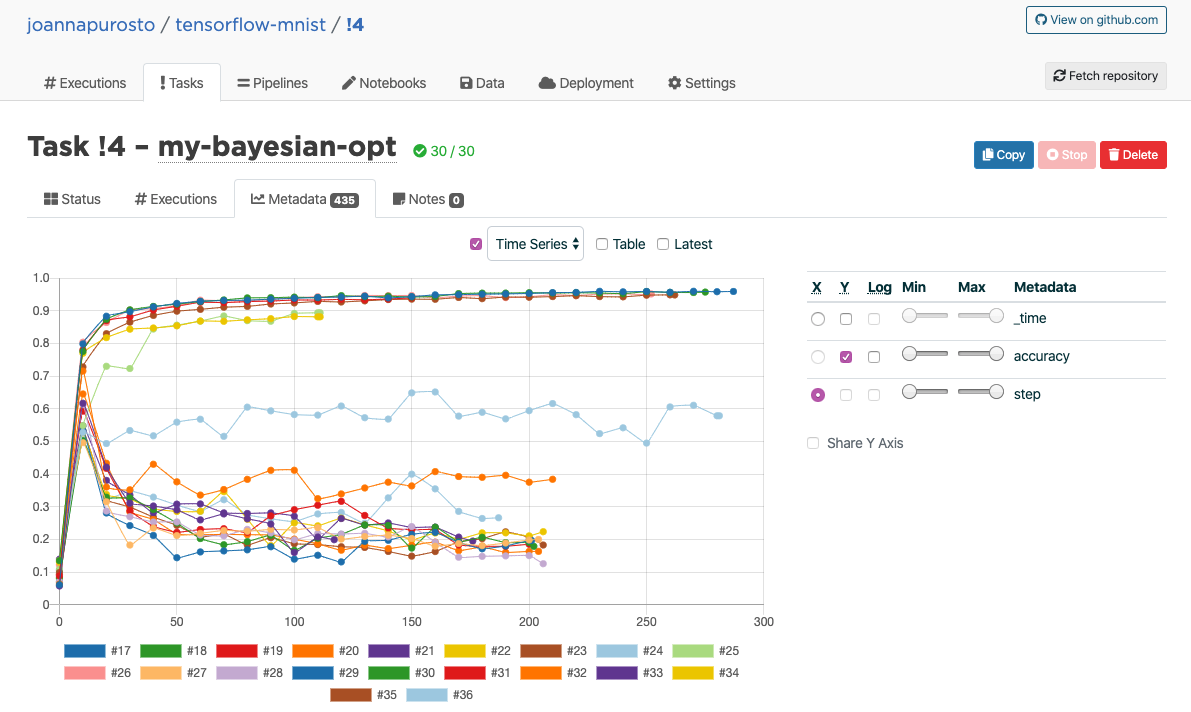 joannapurosto / tensorflow-mnist / !4
View on github.com
# Executions
! Tasks
Pipelines
Notebooks
Data
Deployment
Settings
Fetch repository
Task !4 – my-bayesian-opt
30 / 30
Copy
Stop
Delete
Status
# Executions
Metadata 435
Notes 0
Time Series
Table
Latest
1.0
0.9
0.8
0.7
0.6
0.5
0.4
0.3
0.2
0.1
0
0 50 100 150 200 250 300
#17 #18 #19 #20 #21 #22 #23 #24 #25
#26 #27 #28 #29 #30 #31 #32 #33 #34
#35 #36
X Y Log Min Max Metadata
_time
accuracy
step
Share Y Axis